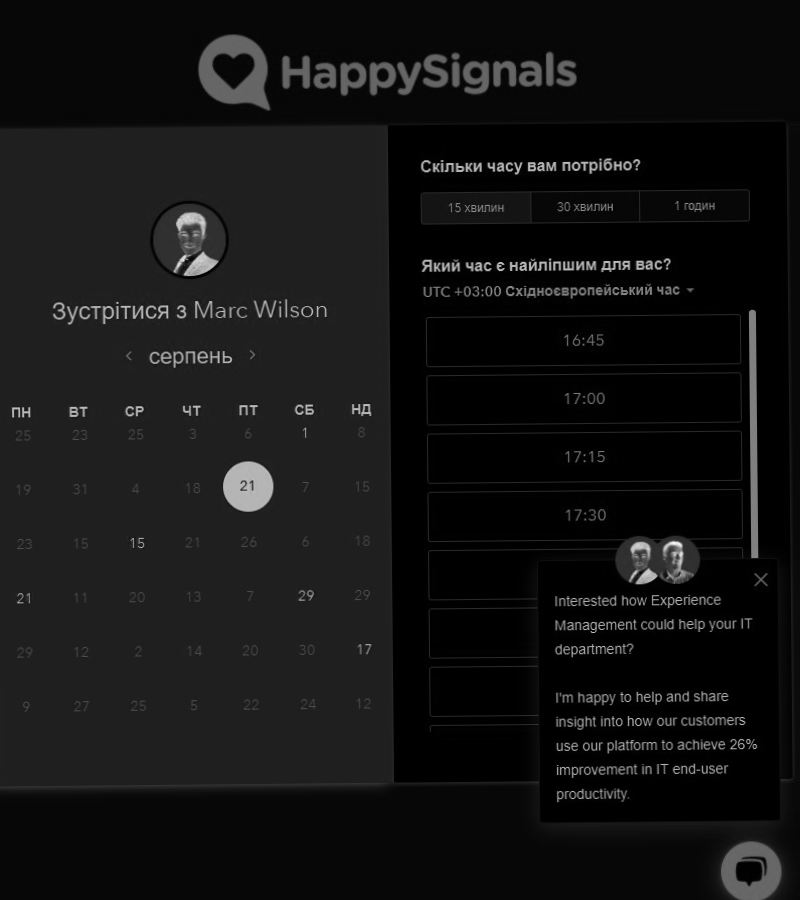 HappySignals
Зустрітися з Marc Wilson
серпень
ПН ВТ СР ЧТ ПТ СБ НД
25 23 25 3 6 1 8
19 31 4 18 21 7 15
23 15 15 21 26 6 18
21 11 20 13 7 29 29
29 12 2 14 20 30 17
9 27 25 5 22 24 12
Скільки часу вам потрібно?
15 хвилин 30 хвилин 1 годин
Який час є найліпшим для вас?
UTC +03:00 Східноєвропейський час
16:45
17:00
17:15
17:30
Interested how Experience
Management could help your IT
department?
I'm happy to help and share
insight into how our customers
use our platform to achieve 26%
improvement in IT end-user
productivity.